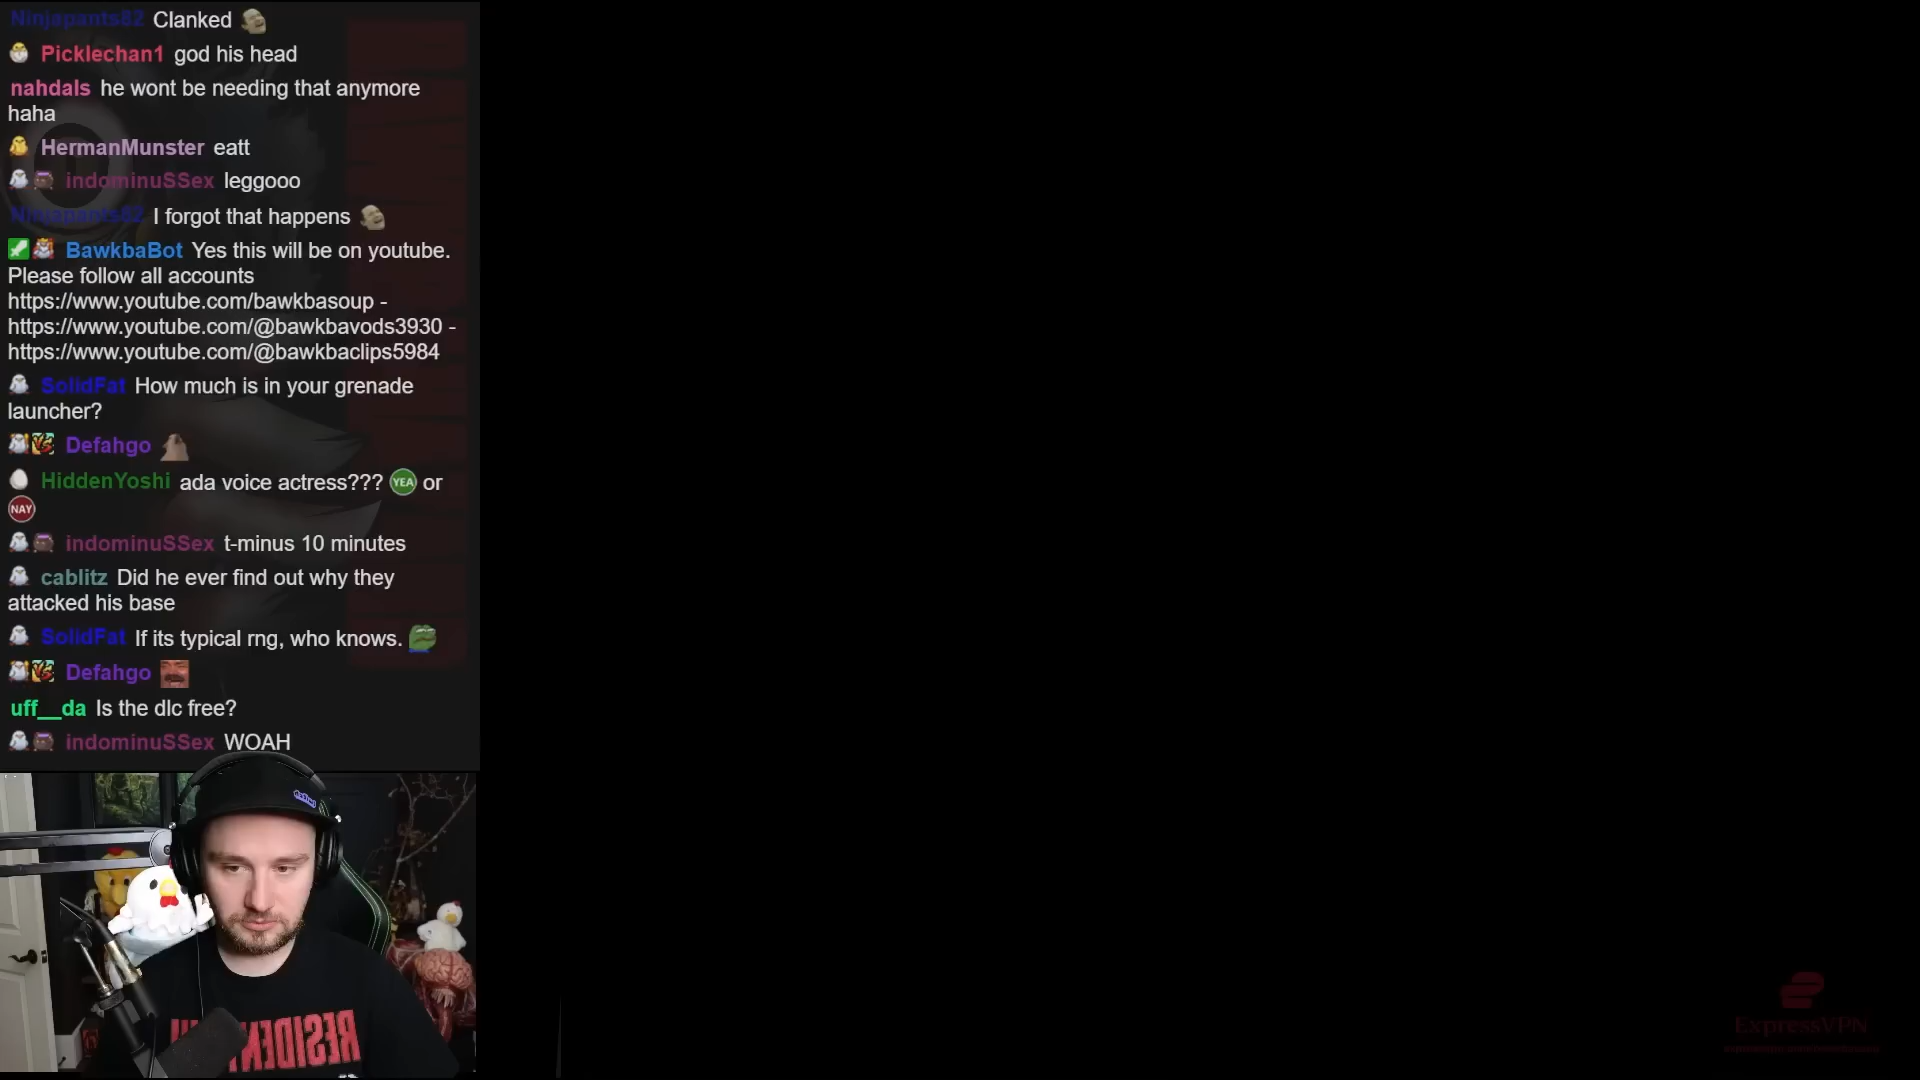 Ninjapants82 Clanked
Picklechan1 god his head
nahdals he wont be needing that anymore
haha
HermanMunster eatt
indominuSSex leggooo
Ninjapants82 I forgot that happens
BawkbaBot Yes this will be on youtube.
Please follow all accounts
https://www.youtube.com/bawkbasoup -
https://www.youtube.com/@bawkbavods3930 -
https://www.youtube.com/@bawkbaclips5984
SolidFat How much is in your grenade
launcher?
Defahgo
HiddenYoshi ada voice actress??? YEA or
NAY
indominuSSex t-minus 10 minutes
cablitz Did he ever find out why they
attacked his base
SolidFat If its typical rng, who knows.
Defahgo
uff__da Is the dlc free?
indominuSSex WOAH
RESIDEN
ExpressVPN